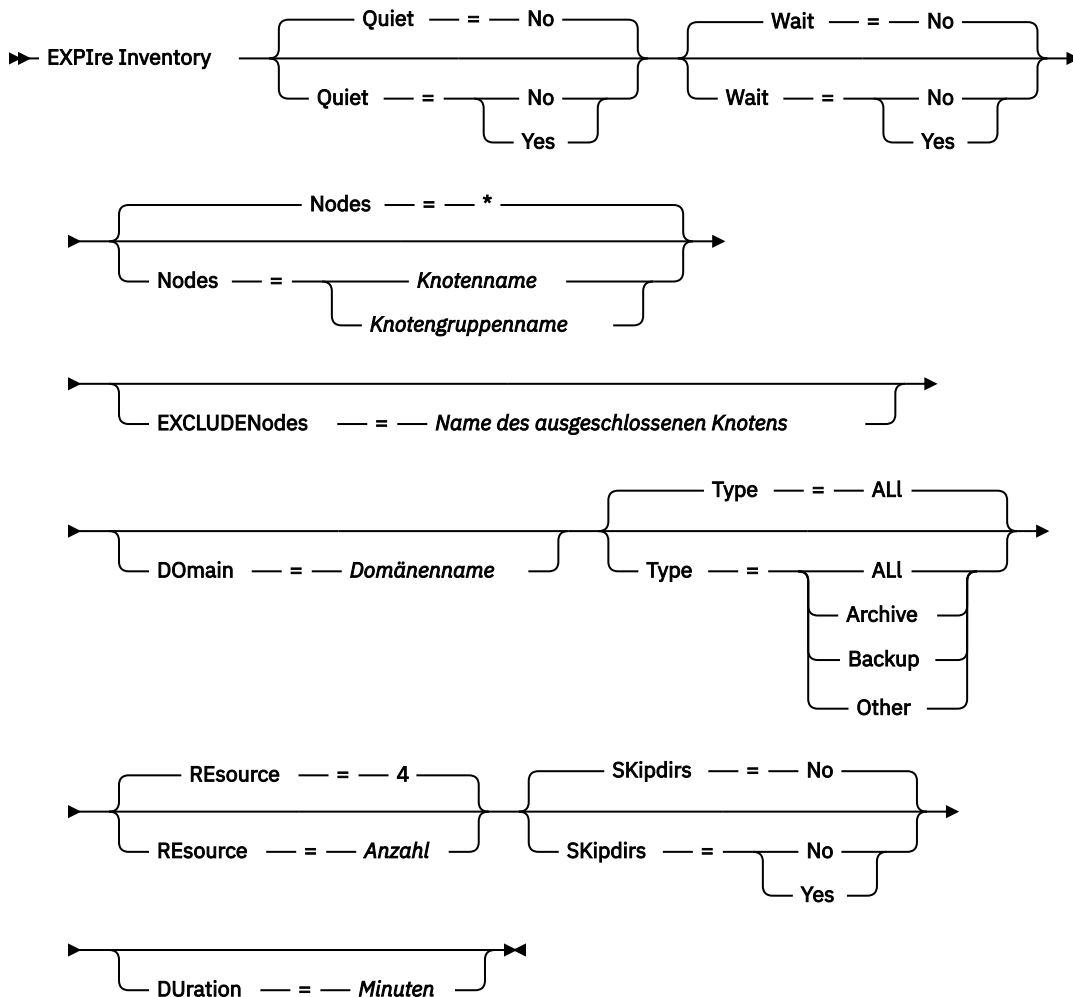 Quiet = No Wait = No
EXPIre Inventory
Quiet = No Wait = No
Yes Yes
Nodes = *
Nodes = Knotenname
Knotengruppenname
EXCLUDENodes = Name des ausgeschlossenen Knotens
Type = ALl
DOmain = Domänenname Type = ALl
Archive
Backup
Other
REsource = 4 SKipdirs = No
REsource = Anzahl SKipdirs = No
Yes
DUration = Minuten